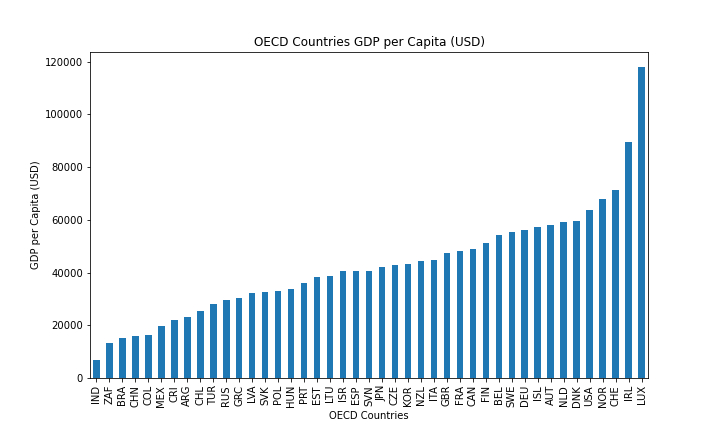 OECD Countries GDP per Capita (USD)
120000
100000
80000
60000
40000
20000
0
GDP per Capita (USD)
IND ZAF BRA CHN COL MEX CRI ARG CHL TUR RUS GRC LVA SVK POL HUN PRT EST LTU ISR ESP SVN JPN CZE KOR NZL ITA GBR FRA CAN FIN BEL SWE DEU ISL AUT NLD DNK USA NOR CHE IRL LUX
OECD Countries